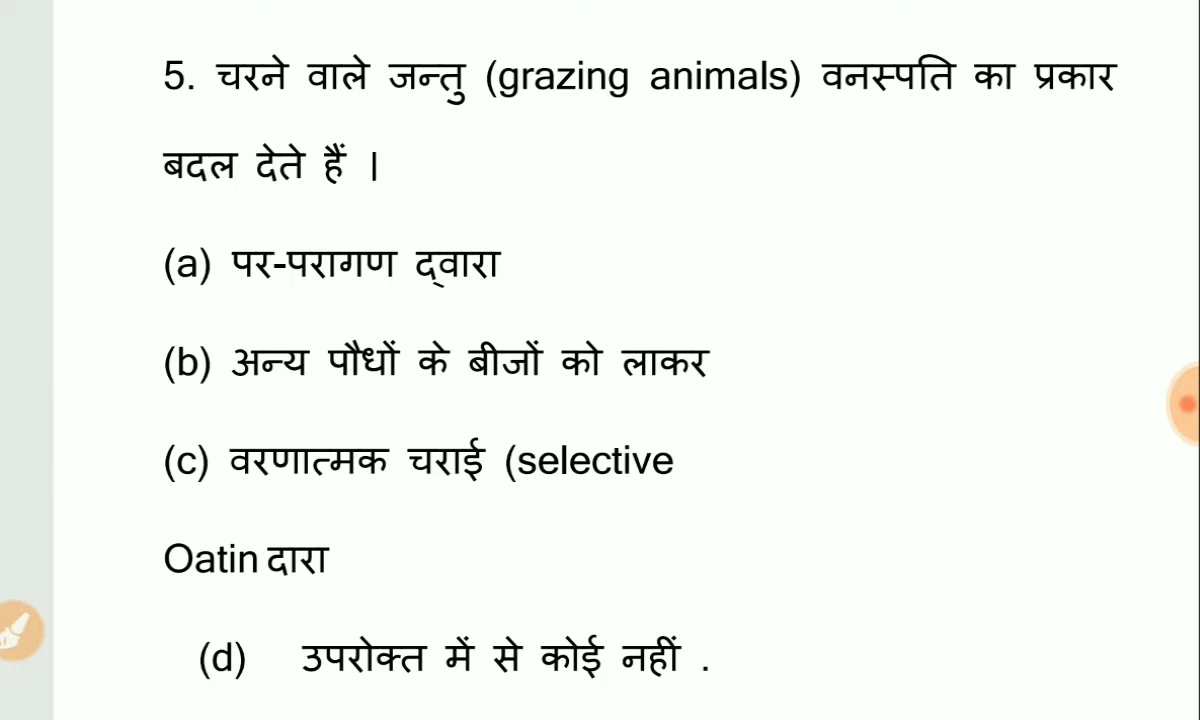 5. चरने वाले जन्तु (grazing animals) वनस्पति का प्रकार
बदल देते हैं ।
(a) पर-परागण द्वारा
(b) अन्य पौधों के बीजों को लाकर
(c) वरणात्मक चराई (selective
Oatin दारा
(d) उपरोक्त में से कोई नहीं .